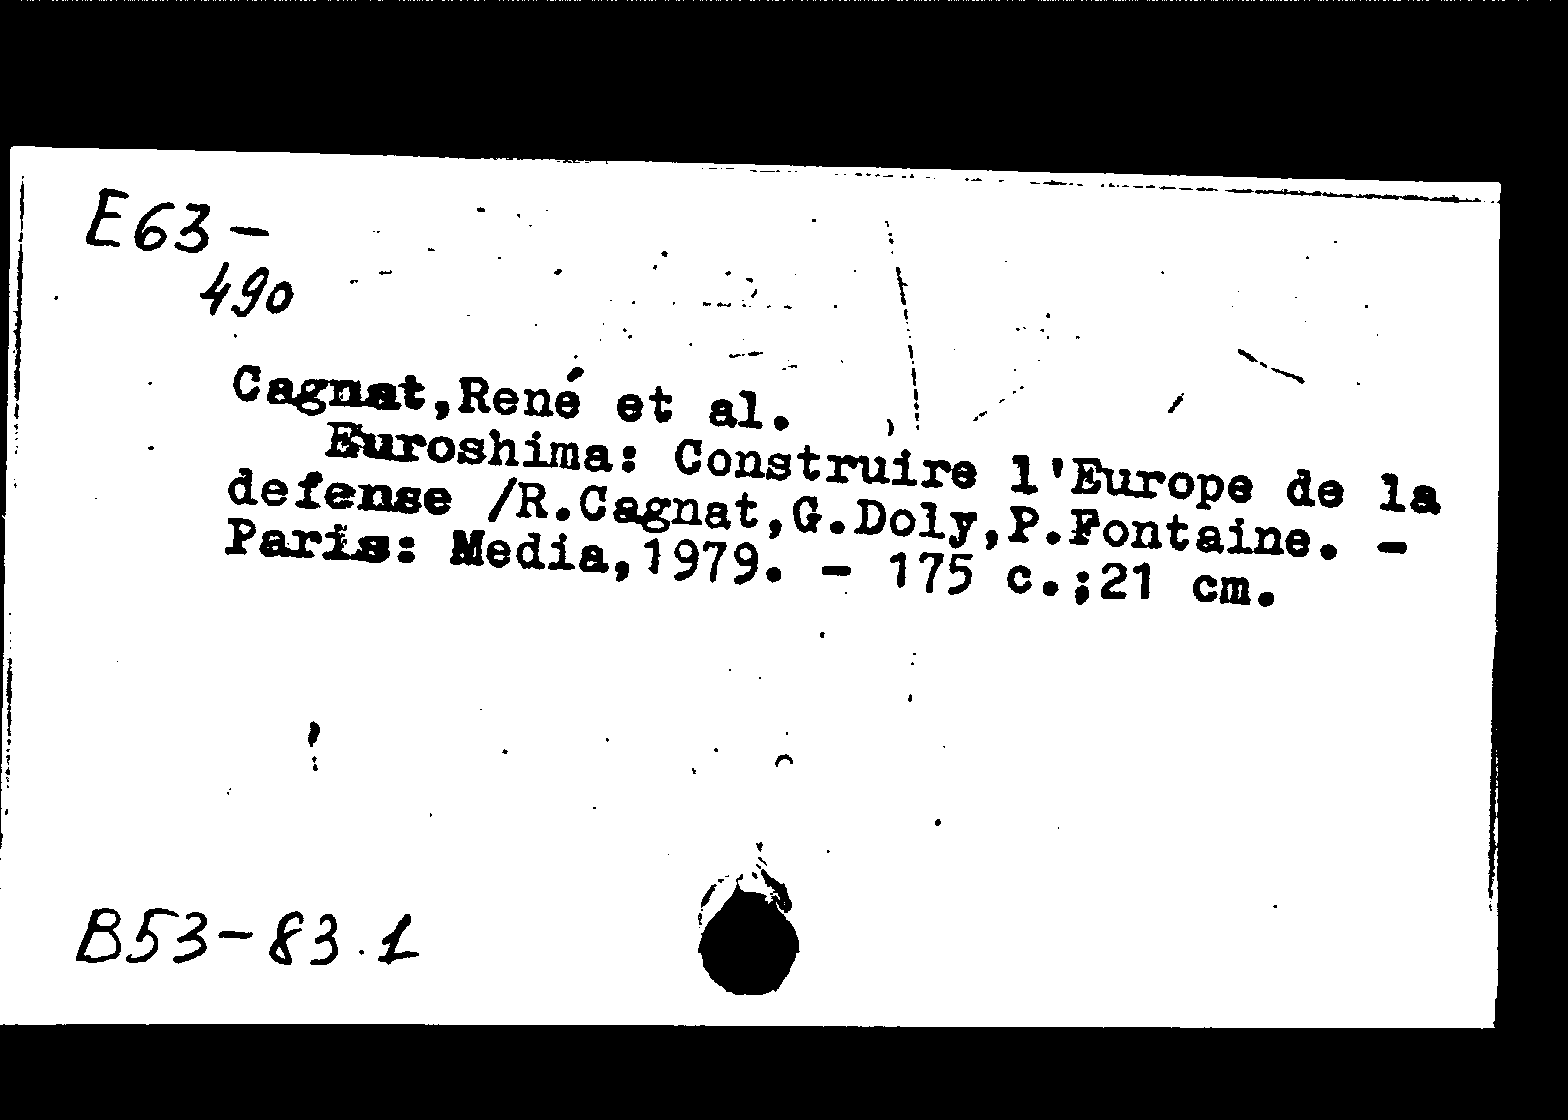 E63-
490
Cagnat,René et al.
Euroshima: Construire l'Europe de la
defense /R.Cagnat,G.Doly,P.Fontaine. -
Paris: Media,1979. - 175 c.;21 cm.
B53-83.1